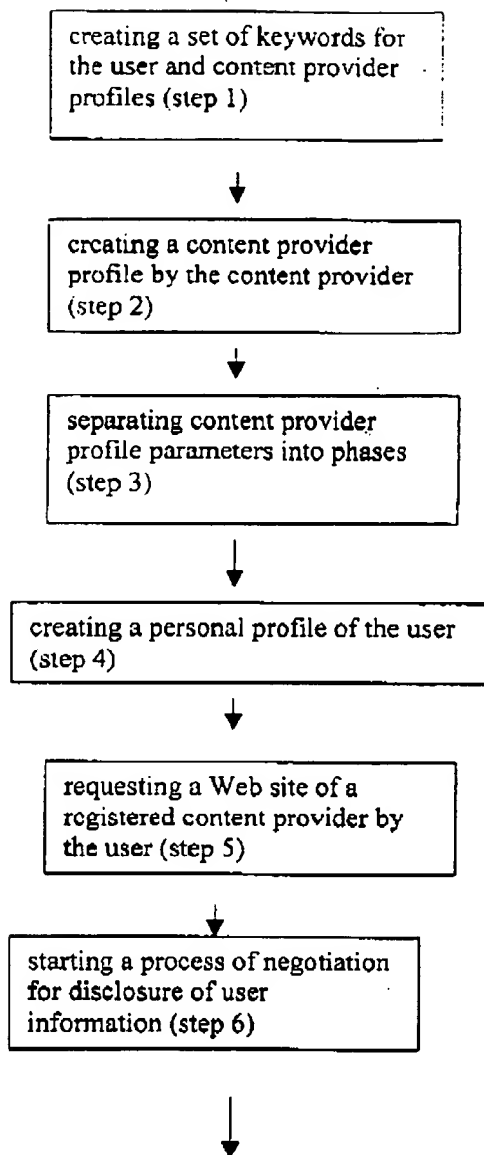 creating a set of keywords for
the user and content provider
profiles (step 1)
creating a content provider
profile by the content provider
(step 2)
separating content provider
profile parameters into phases
(step 3)
creating a personal profile of the user
(step 4)
requesting a Web site of a
registered content provider by
the user (step 5)
starting a process of negotiation
for disclosure of user
information (step 6)